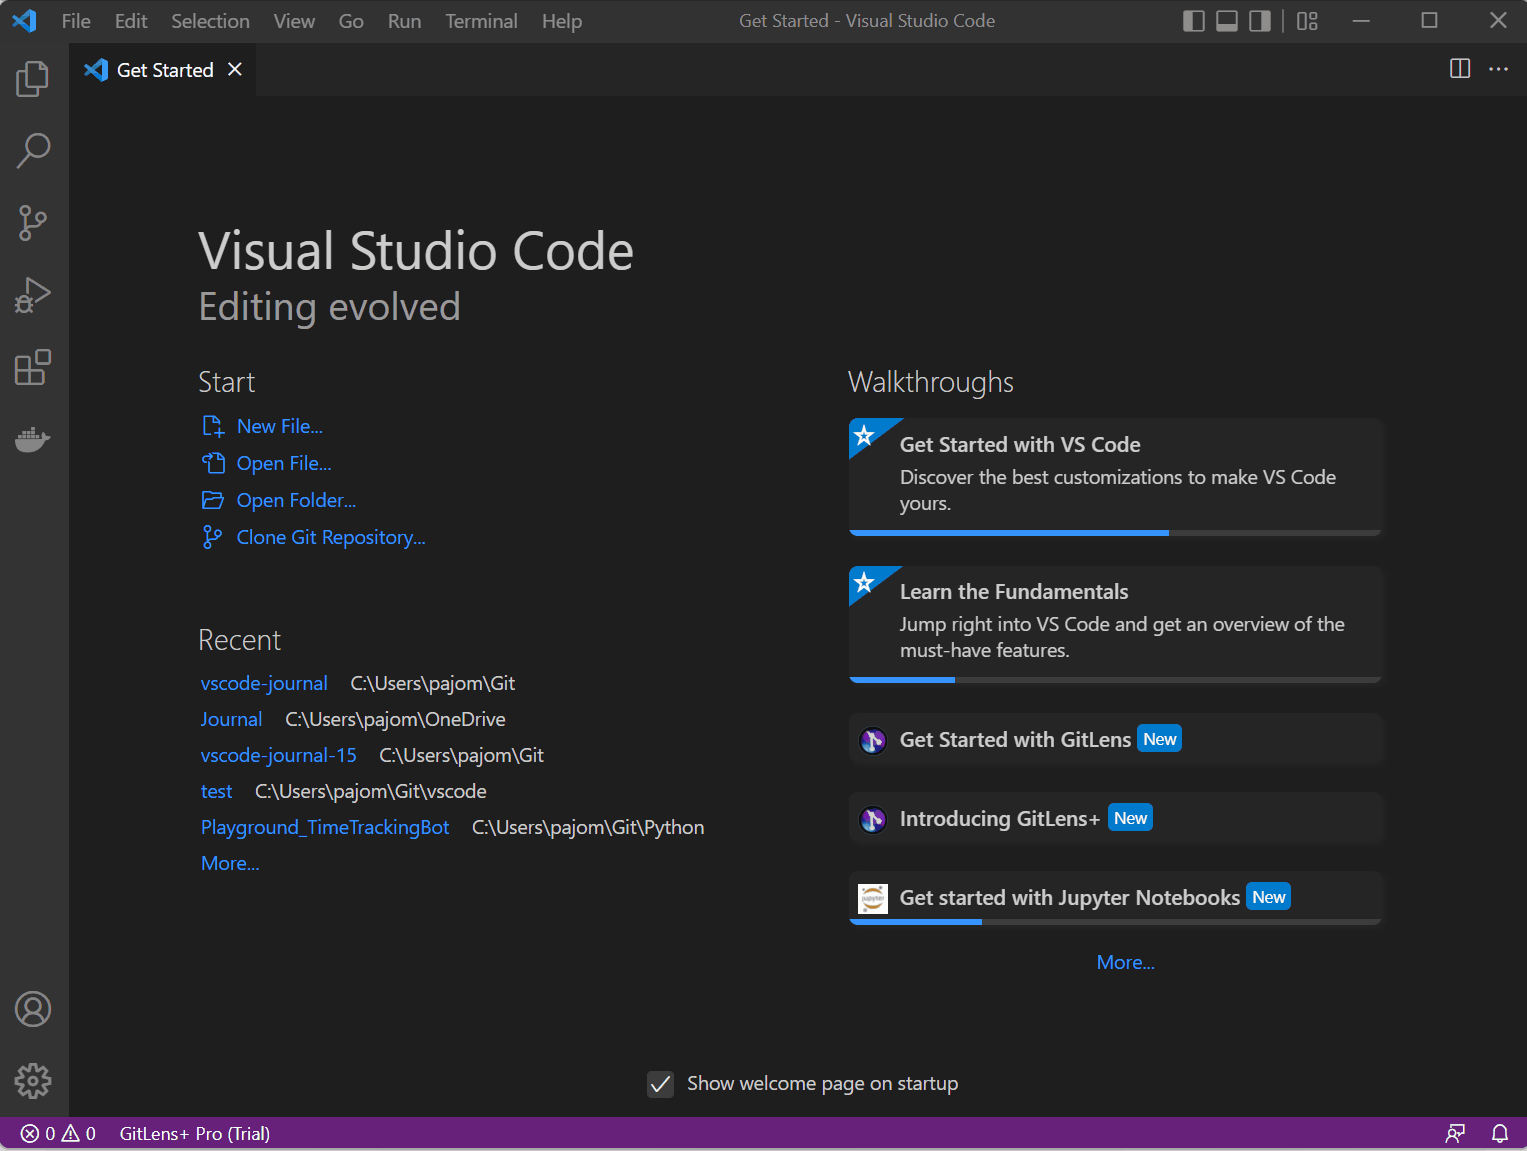 File Edit Selection View Go Run Terminal Help Get Started - Visual Studio Code
Get Started
Visual Studio Code
Editing evolved
Start
New File...
Open File...
Open Folder...
Clone Git Repository...
Recent
vscode-journal C:\Users\pajom\Git
Journal C:\Users\pajom\OneDrive
vscode-journal-15 C:\Users\pajom\Git
test C:\Users\pajom\Git\vscode
Playground_TimeTrackingBot C:\Users\pajom\Git\Python
More...
Walkthroughs
Get Started with VS Code
Discover the best customizations to make VS Code
yours.
Learn the Fundamentals
Jump right into VS Code and get an overview of the
must-have features.
Get Started with GitLens New
Introducing GitLens+ New
jupyter
Get started with Jupyter Notebooks New
More...
Show welcome page on startup
0 0 GitLens+ Pro (Trial)